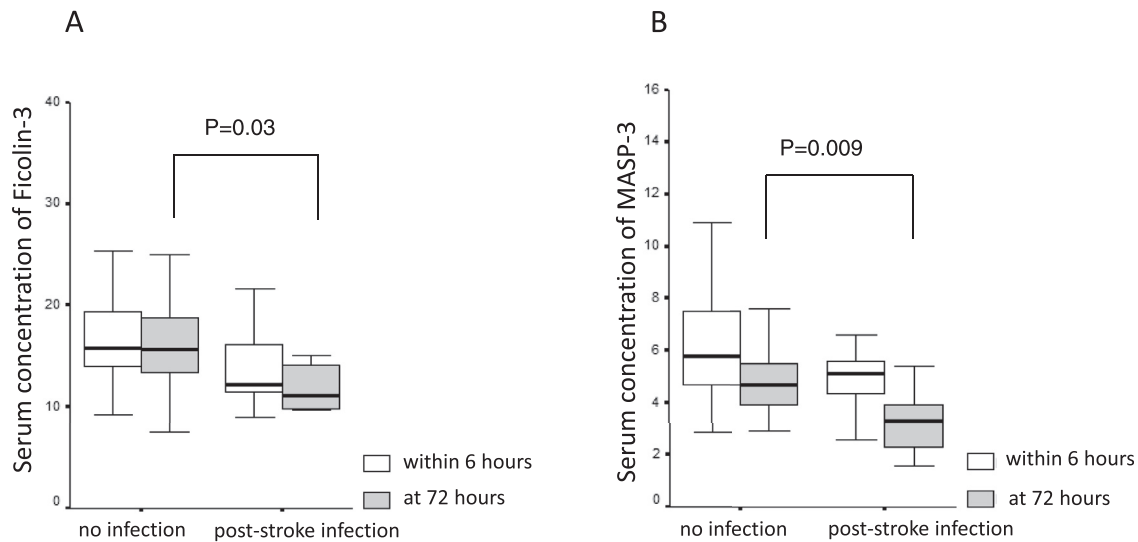 A
Serum concentration of Ficolin-3
40
30
20
10
0
P=0.03
within 6 hours
at 72 hours
no infection
post-stroke infection
B
Serum concentration of MASP-3
16
14
12
10
8
6
4
2
0
P=0.009
within 6 hours
at 72 hours
no infection
post-stroke infection